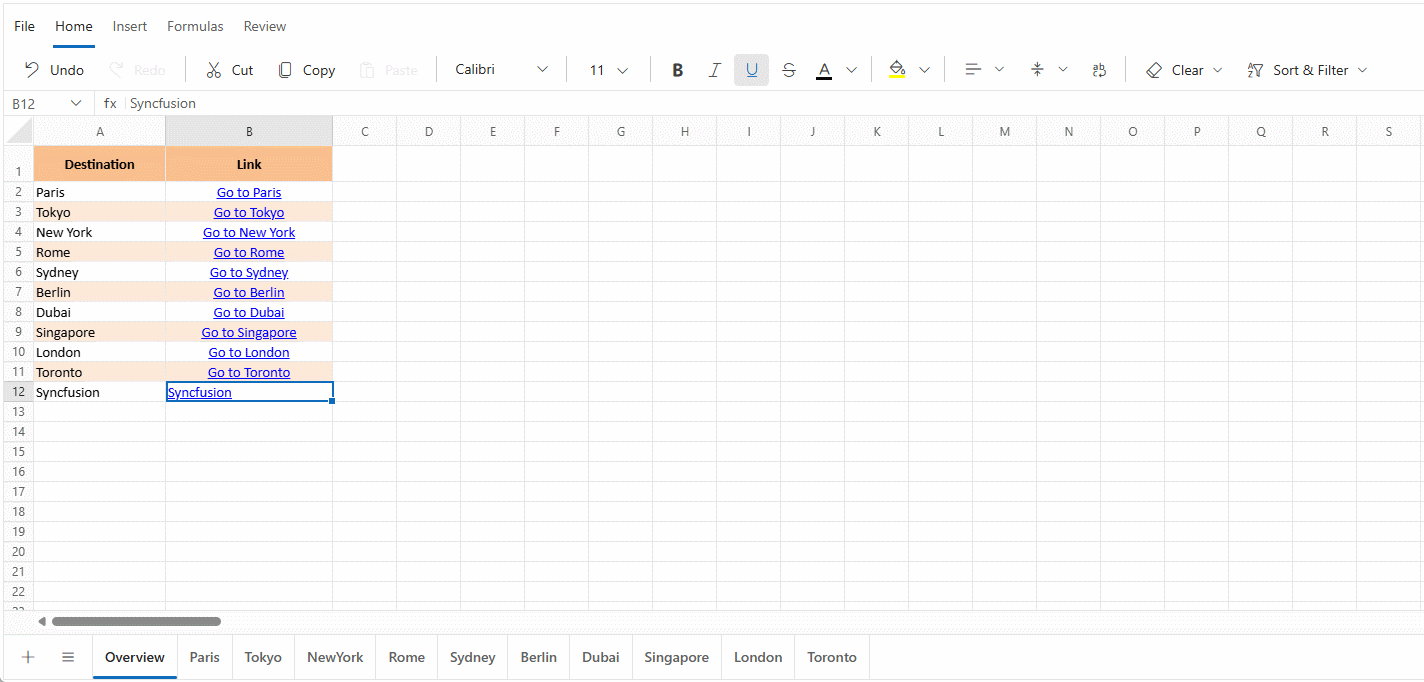 File Home Insert Formulas Review
Undo Redo Cut Copy Paste Calibri 11 B I U S A ab Clear Sort & Filter
B12 fx Syncfusion
A B C D E F G H I J K L M N O P Q R S
1 Destination Link
2 Paris Go to Paris
3 Tokyo Go to Tokyo
4 New York Go to New York
5 Rome Go to Rome
6 Sydney Go to Sydney
7 Berlin Go to Berlin
8 Dubai Go to Dubai
9 Singapore Go to Singapore
10 London Go to London
11 Toronto Go to Toronto
12 Syncfusion Syncfusion
13
14
15
16
17
18
19
20
21
22
Overview Paris Tokyo NewYork Rome Sydney Berlin Dubai Singapore London Toronto